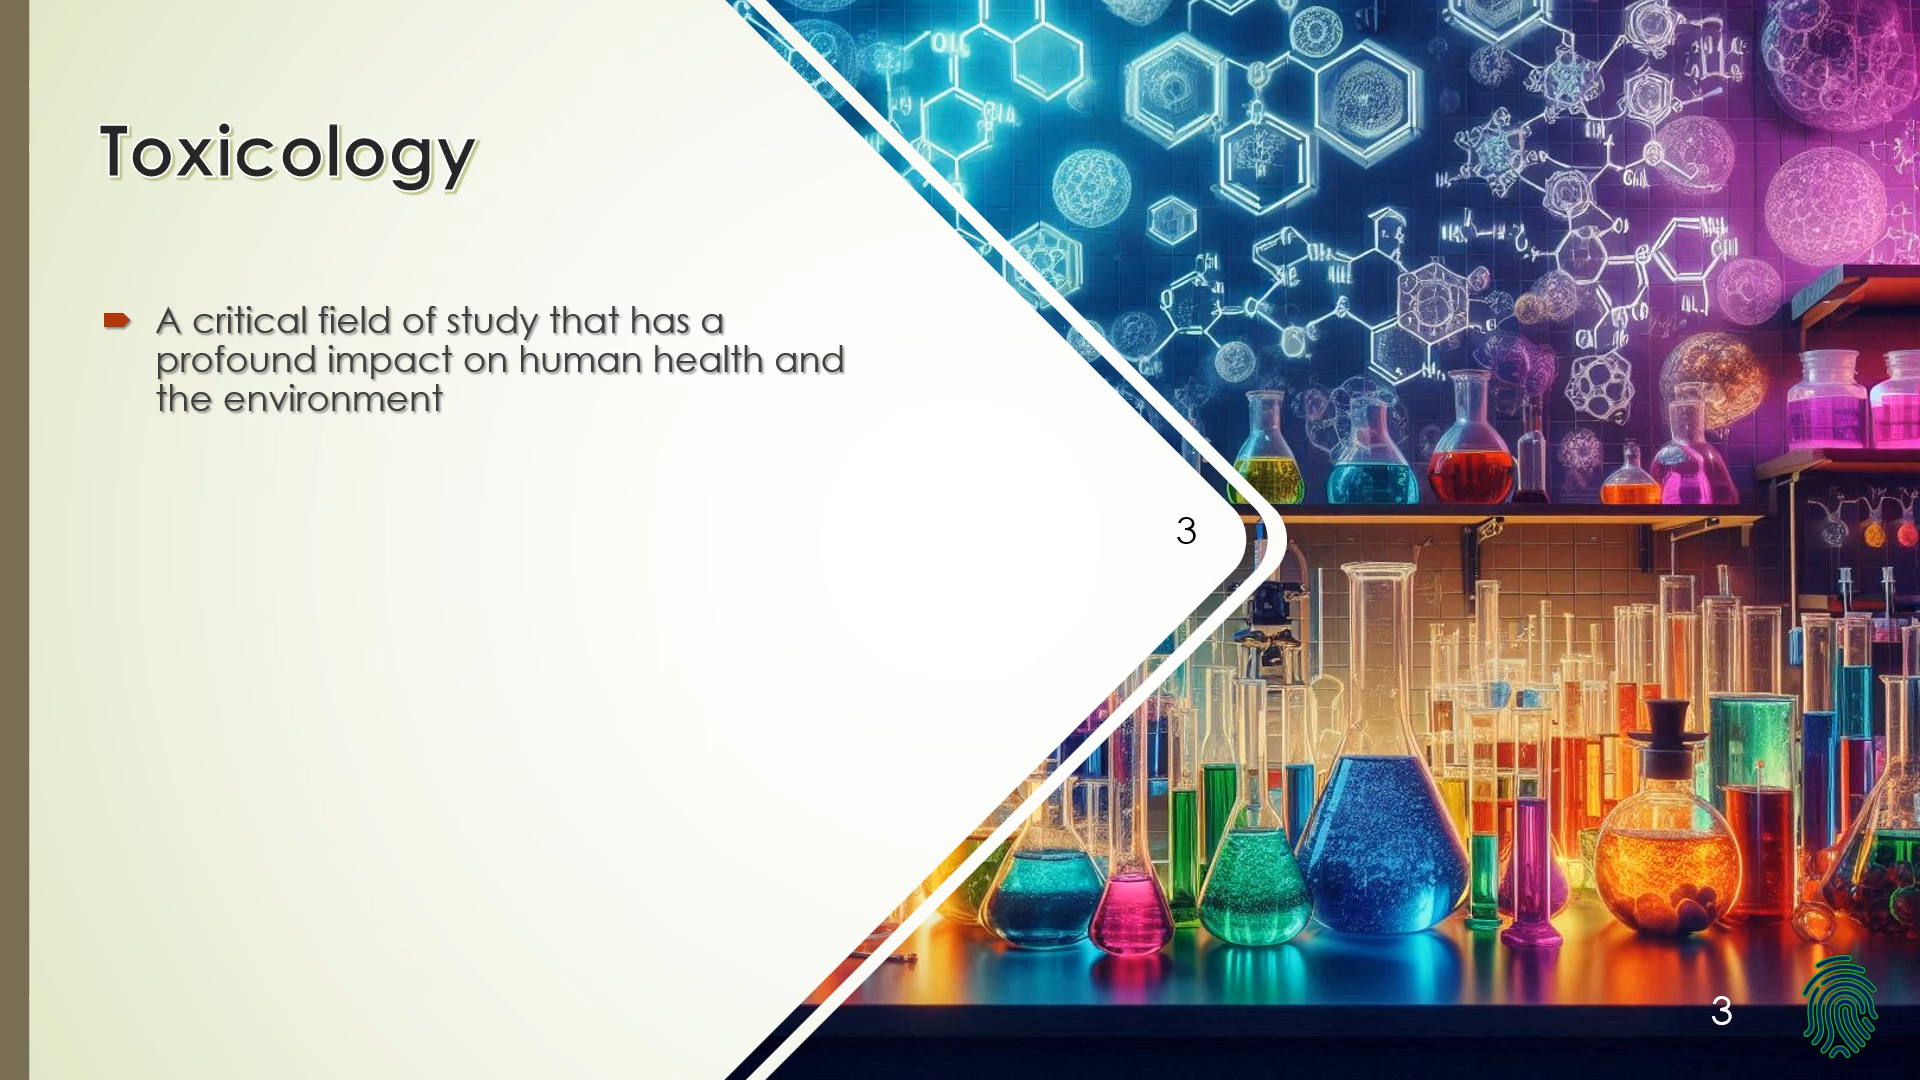 Toxicology
A critical field of study that has a
profound impact on human health and
the environment
3
3